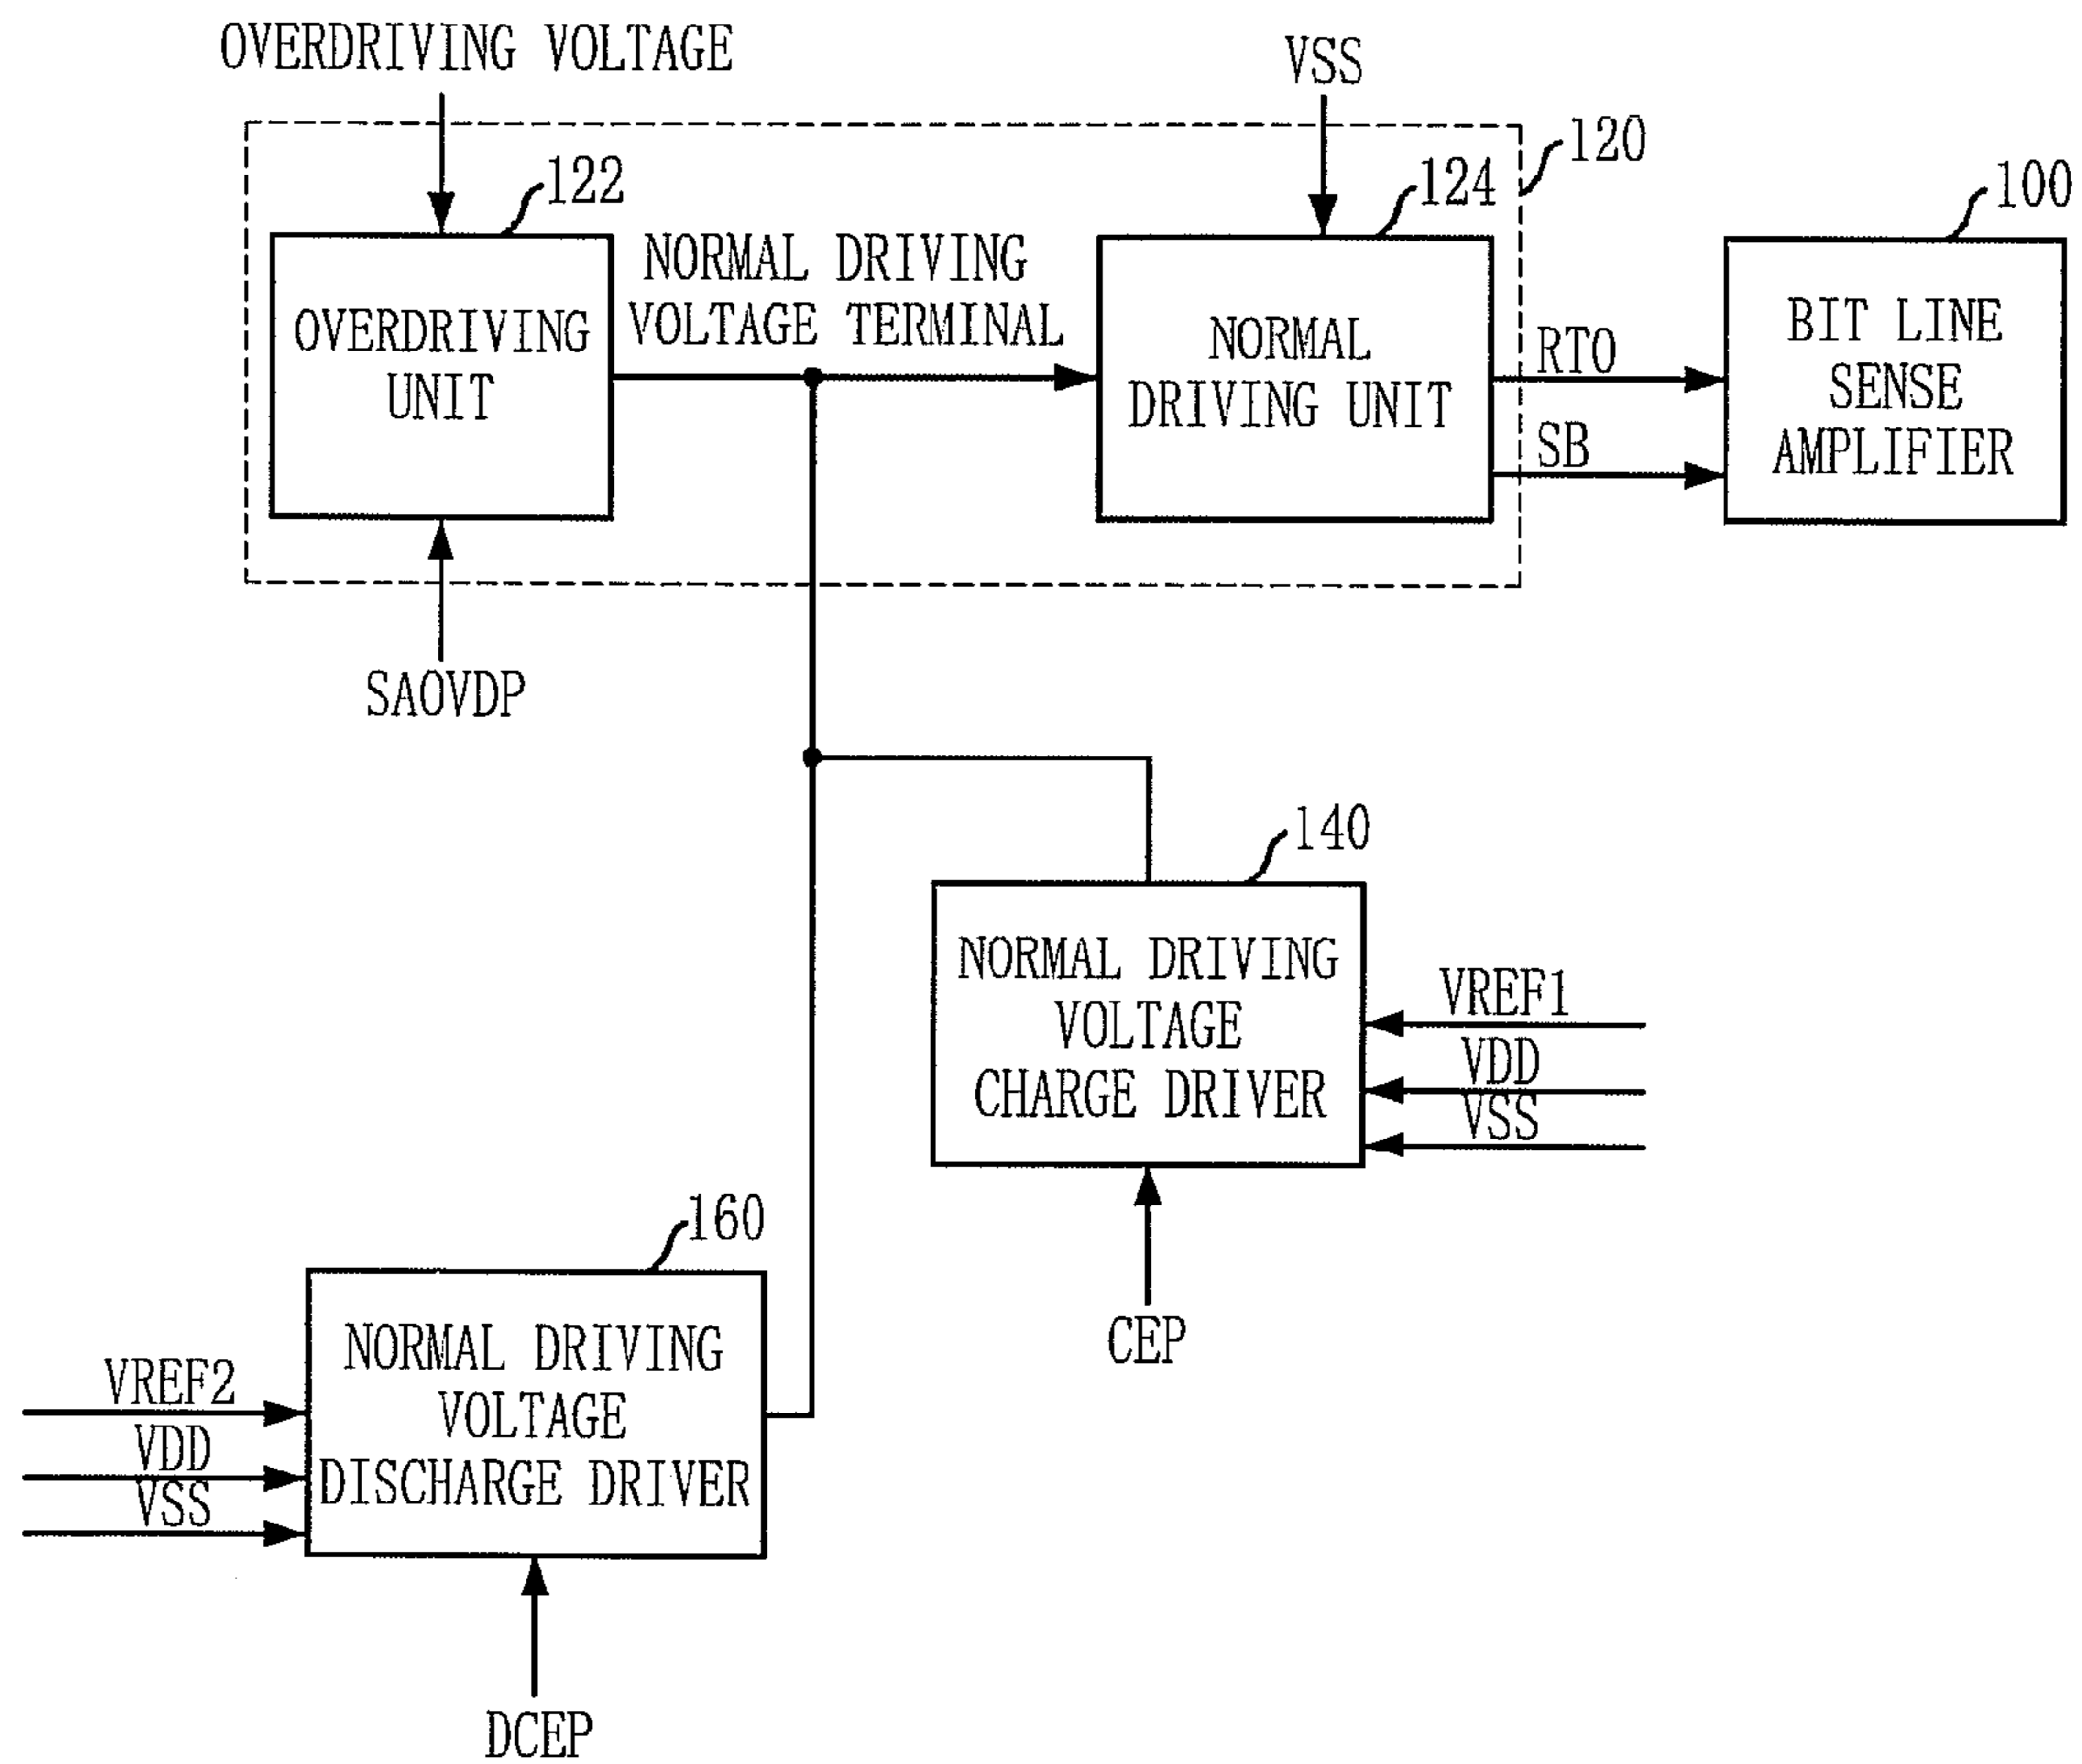 OVERDRIVING VOLTAGE
VSS
120
122
124
100
NORMAL DRIVING
VOLTAGE TERMINAL
OVERDRIVING
UNIT
NORMAL
DRIVING UNIT
RTO
SB
BIT LINE
SENSE
AMPLIFIER
SAOVDP
140
NORMAL DRIVING
VOLTAGE
CHARGE DRIVER
VREF1
VDD
VSS
CEP
160
NORMAL DRIVING
VOLTAGE
DISCHARGE DRIVER
VREF2
VDD
VSS
DCEP